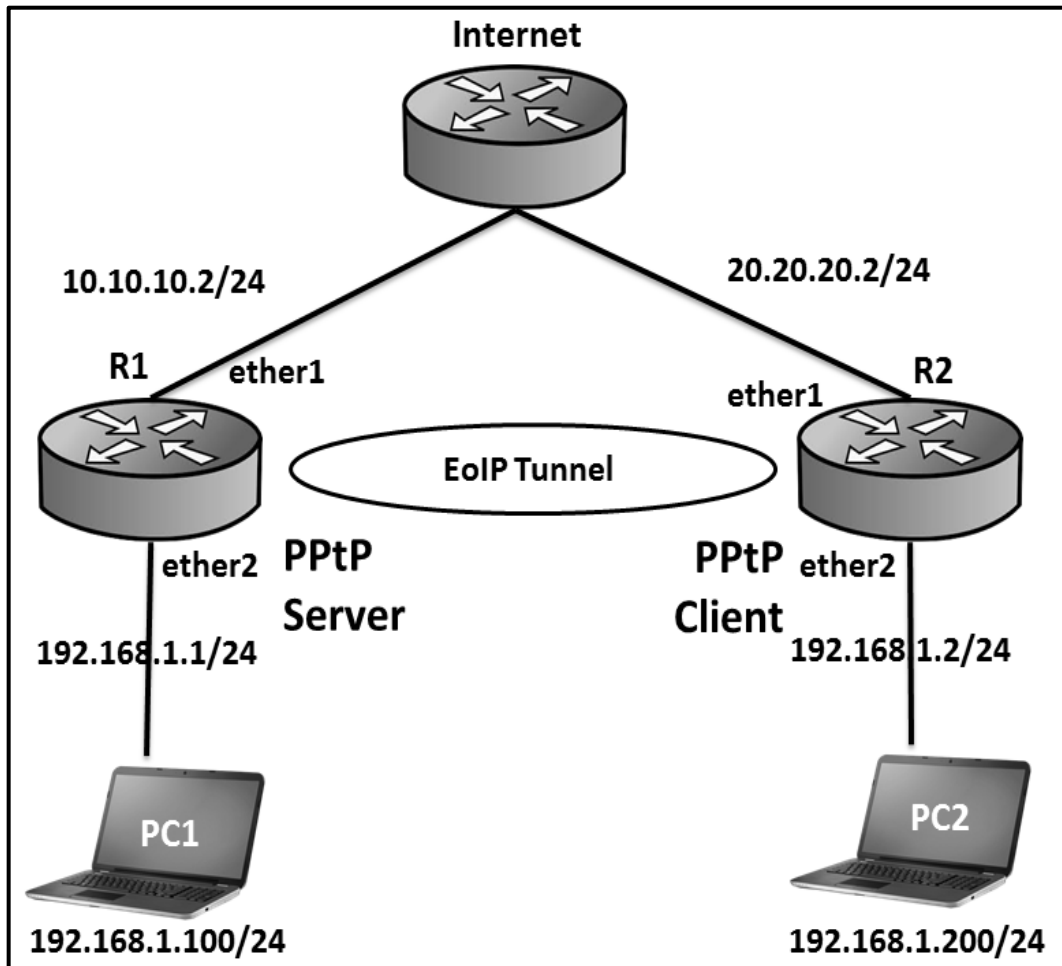 Internet
10.10.10.2/24
20.20.20.2/24
R1
ether1
R2
ether1
EoIP Tunnel
ether2
PPtP
Server
PPtP
Client
ether2
192.168.1.1/24
192.168.1.2/24
PC1
PC2
192.168.1.100/24
192.168.1.200/24